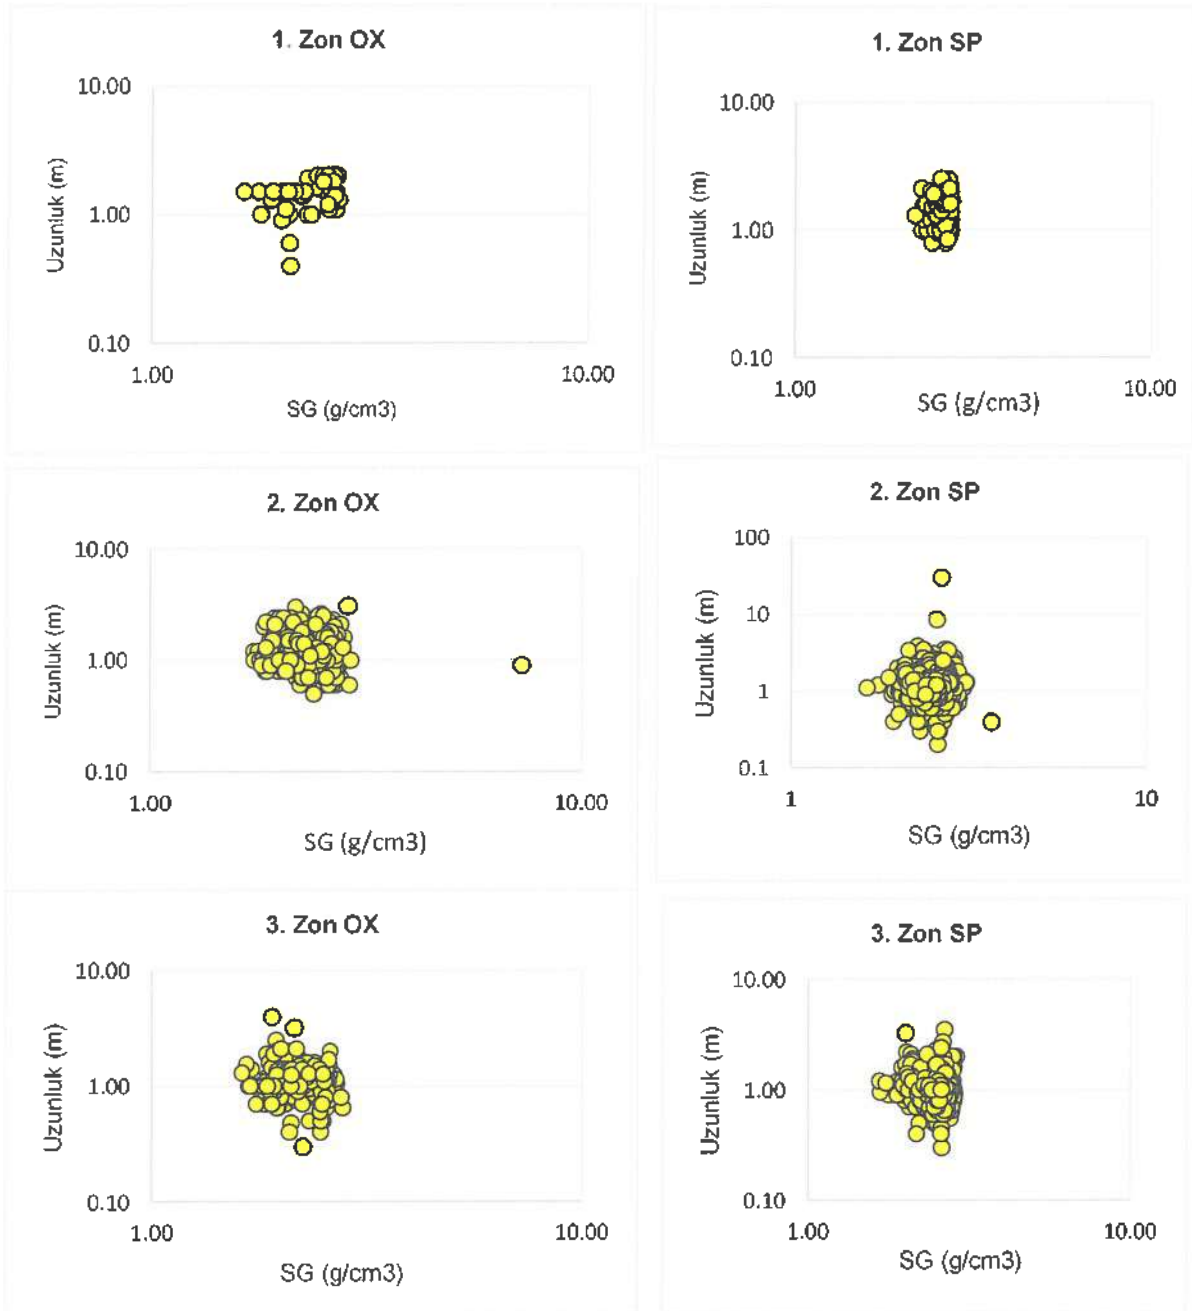 1. Zon OX
10.00
1.00
0.10
1.00
10.00
Uzunluk (m)
SG (g/cm3)
1. Zon SP
10.00
1.00
0.10
1.00
10.00
Uzunluk (m)
SG (g/cm3)
2. Zon OX
10.00
1.00
0.10
1.00
10.00
Uzunluk (m)
SG (g/cm3)
2. Zon SP
100
10
1
0.1
1
10
Uzunluk (m)
SG (g/cm3)
3. Zon OX
10.00
1.00
0.10
1.00
10.00
Uzunluk (m)
SG (g/cm3)
3. Zon SP
10.00
1.00
0.10
1.00
10.00
Uzunluk (m)
SG (g/cm3)